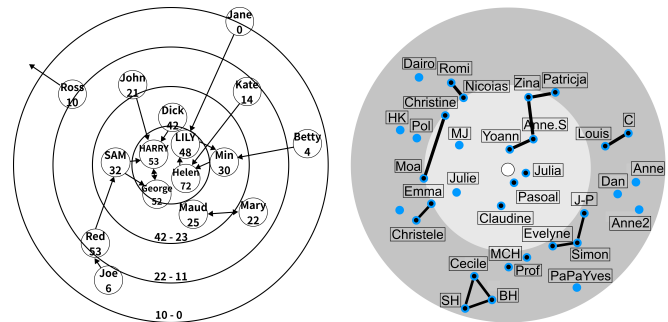 Jane
0
Ross
10
John
21
Kate
14
Dick
42
HARRY
53
LILY
48
Betty
4
SAM
32
Min
30
Helen
72
George
52
Maud
25
Mary
22
Red
53
Joe
6
42 - 23
22 - 11
10 - 0
Dairo
Romi
Nicoias
Zina
Patricja
Christine
HK
Pol
MJ
Yoann
Anne.S
Louis
C
Moa
Julia
Anne
Emma
Julie
Pasoal
Dan
J-P
Christele
Claudine
Anne2
Evelyne
Simon
MCH
Cecile
Prof
PaPaYves
SH
BH